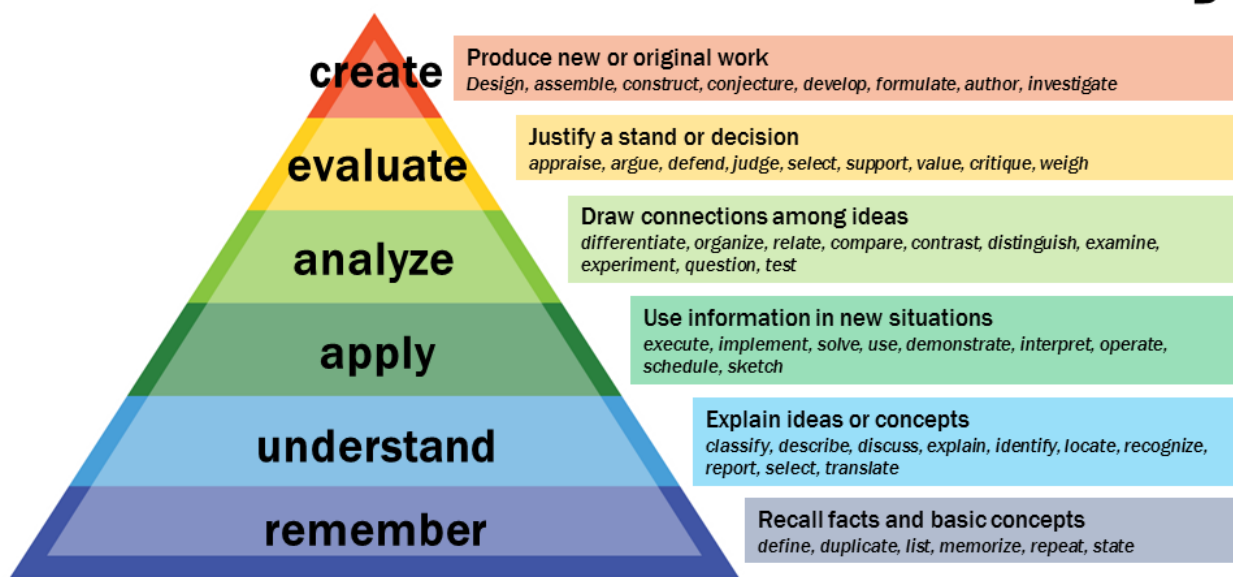 create
Produce new or original work
Design, assemble, construct, conjecture, develop, formulate, author, investigate
evaluate
Justify a stand or decision
appraise, argue, defend, judge, select, support, value, critique, weigh
analyze
Draw connections among ideas
differentiate, organize, relate, compare, contrast, distinguish, examine,
experiment, question, test
apply
Use information in new situations
execute, implement, solve, use, demonstrate, interpret, operate,
schedule, sketch
understand
Explain ideas or concepts
classify, describe, discuss, explain, identify, locate, recognize,
report, select, translate
remember
Recall facts and basic concepts
define, duplicate, list, memorize, repeat, state